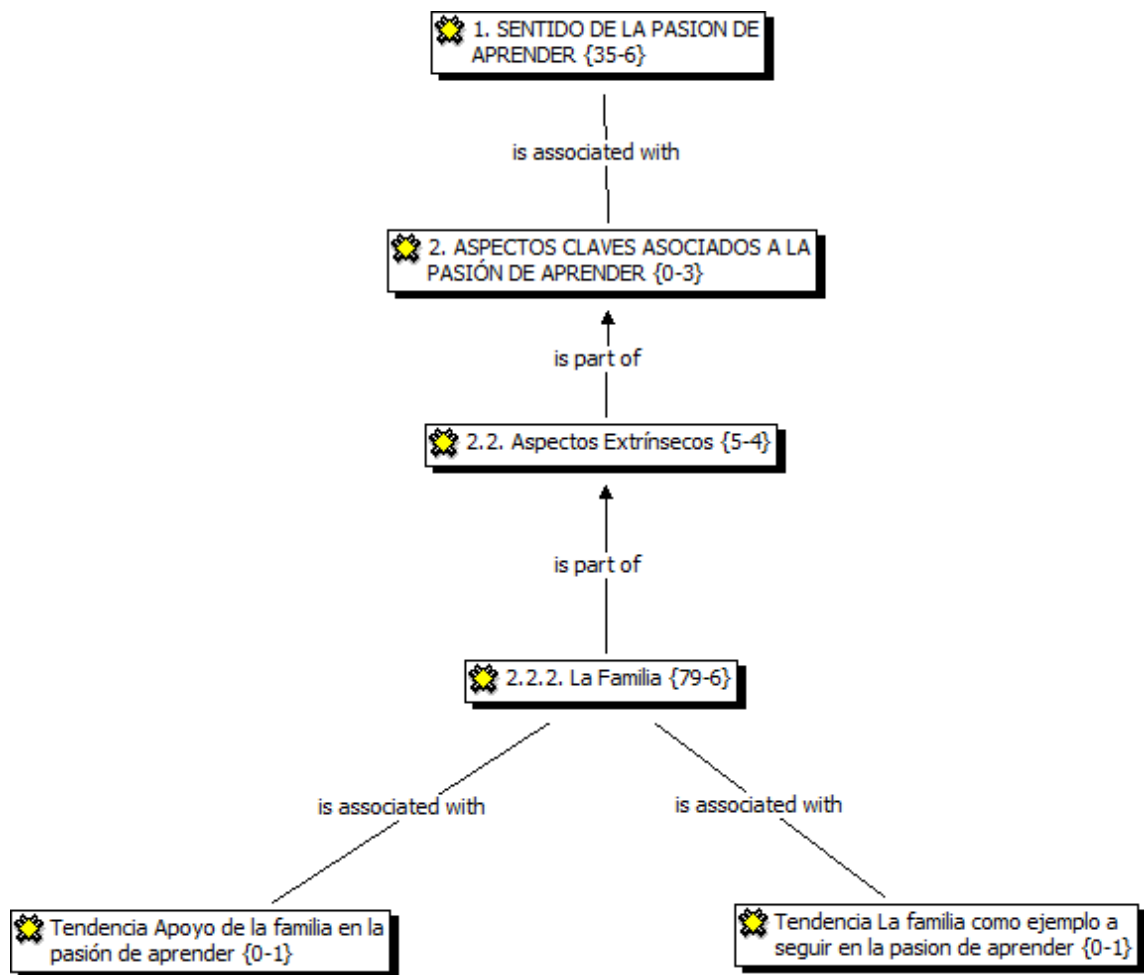 1. SENTIDO DE LA PASION DE
APRENDER {35-6}
is associated with
2. ASPECTOS CLAVES ASOCIADOS A LA
PASIÓN DE APRENDER {0-3}
is part of
2.2. Aspectos Extrínsecos {5-4}
is part of
2.2.2. La Familia {79-6}
is associated with
is associated with
Tendencia Apoyo de la familia en la
pasión de aprender {0-1}
Tendencia La familia como ejemplo a
seguir en la pasion de aprender {0-1}